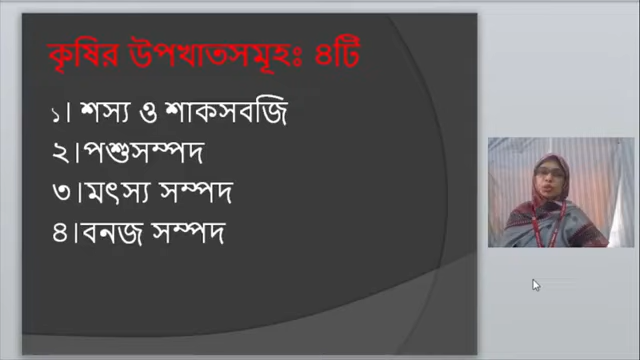 কৃষির উপখাতসমূহঃ ৪টি
১। শস্য ও শাকসবজি
২। পশুসম্পদ
৩। মৎস্য সম্পদ
৪। বনজ সম্পদ